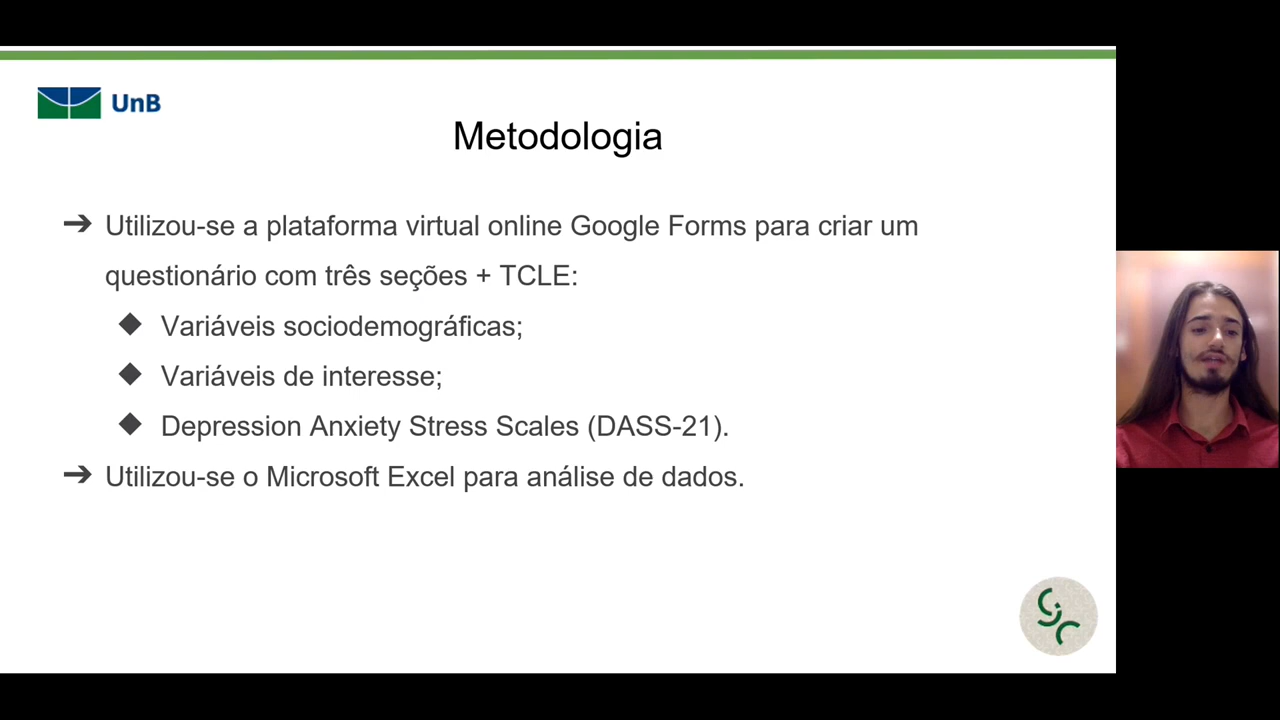 UnB
Metodologia
➔ Utilizou-se a plataforma virtual online Google Forms para criar um
questionário com três seções + TCLE:
◆ Variáveis sociodemográficas;
◆ Variáveis de interesse;
◆ Depression Anxiety Stress Scales (DASS-21).
➔ Utilizou-se o Microsoft Excel para análise de dados.